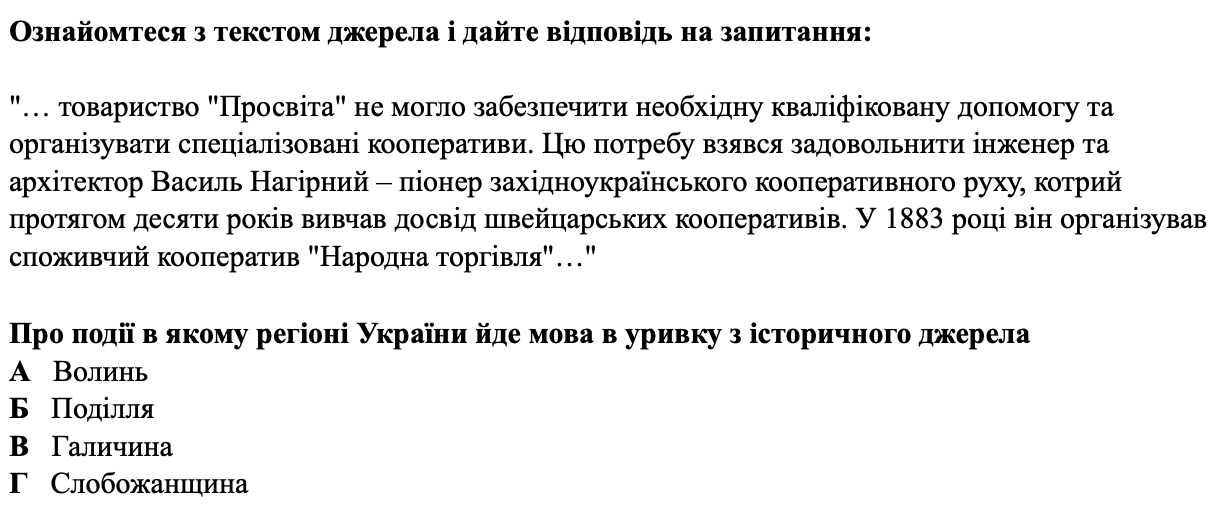 Ознайомтеся з текстом джерела і дайте відповідь на запитання:
"… товариство "Просвіта" не могло забезпечити необхідну кваліфіковану допомогу та
організувати спеціалізовані кооперативи. Цю потребу взявся задовольнити інженер та
архітектор Василь Нагірний – піонер західноукраїнського кооперативного руху, котрий
протягом десяти років вивчав досвід швейцарських кооперативів. У 1883 році він організував
споживчий кооператив "Народна торгівля"…"
Про події в якому регіоні України йде мова в уривку з історичного джерела
А Волинь
Б Поділля
В Галичина
Г Слобожанщина